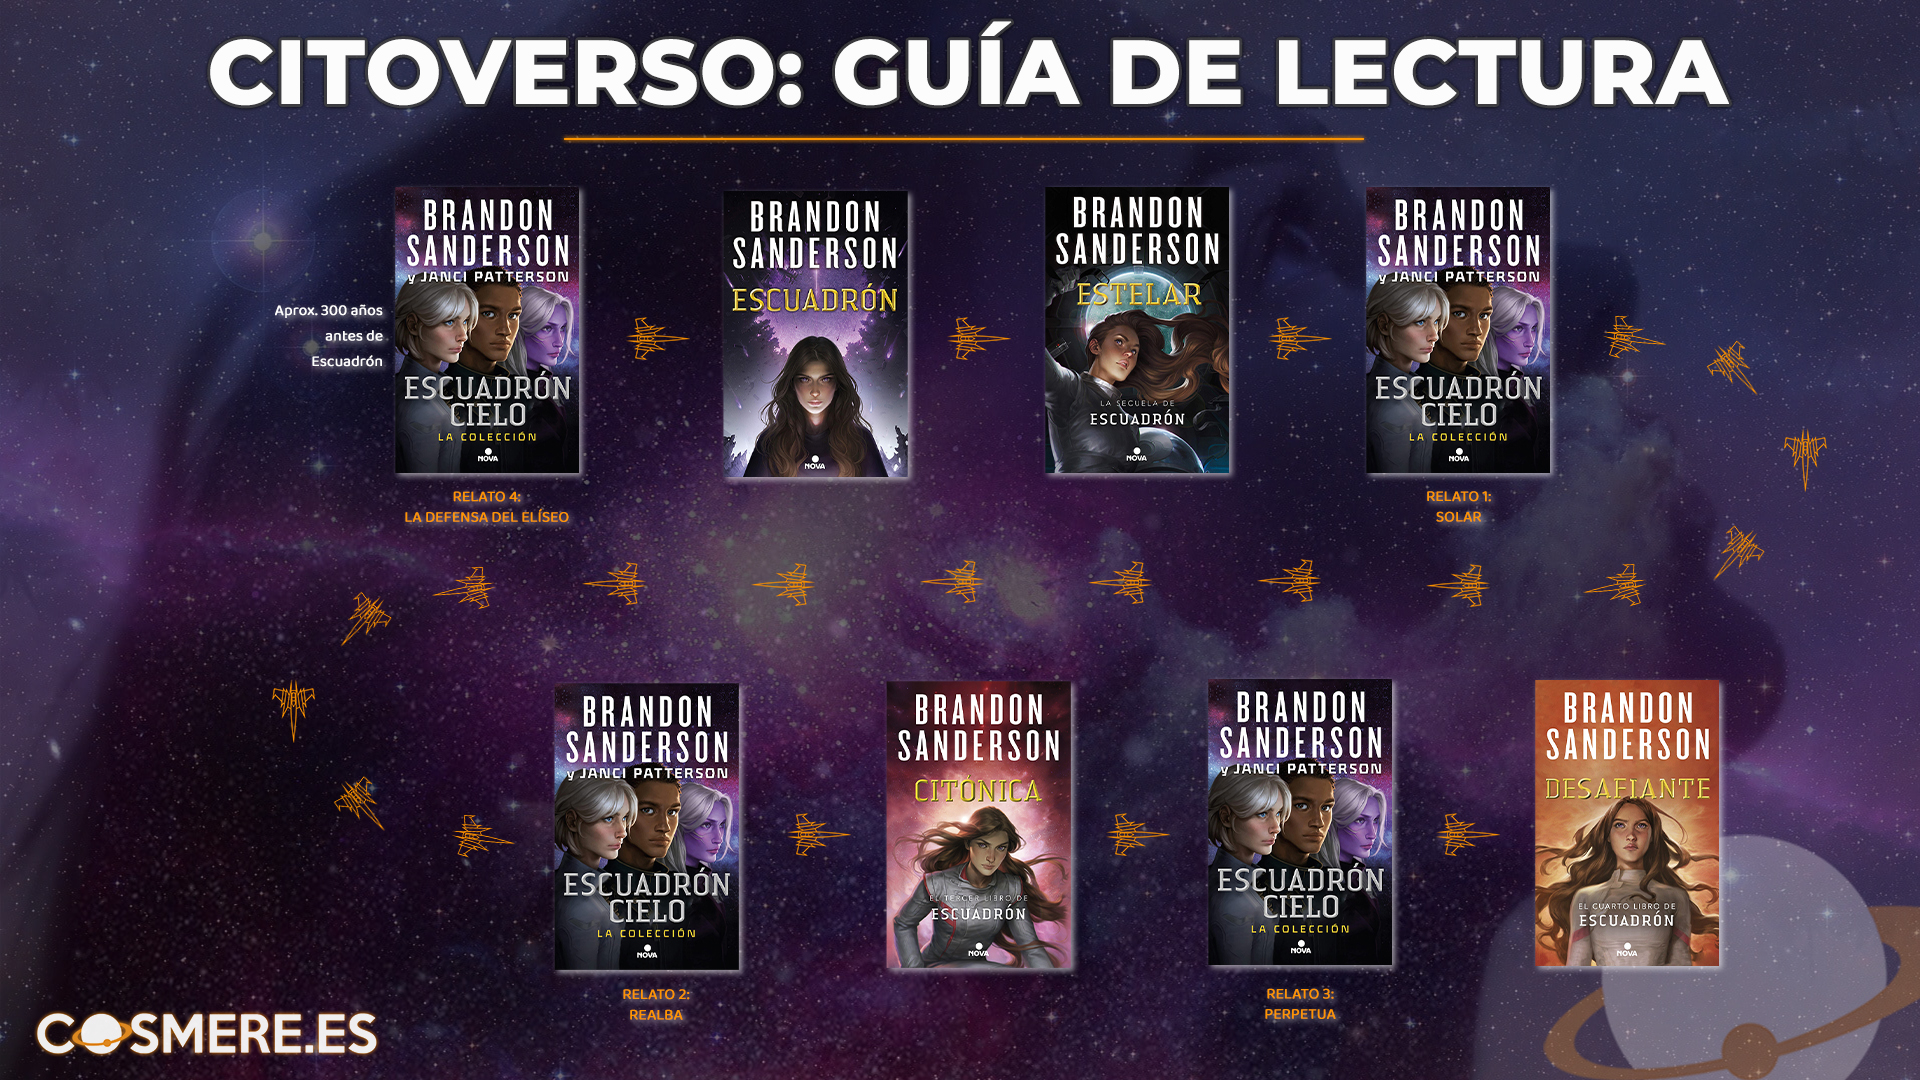 CITOVERSO: GUÍA DE LECTURA
Aprox. 300 años
antes de
Escuadrón
BRANDON
SANDERSON
y JANCI PATTERSON
ESCUADRÓN
CIELO
LA COLECCIÓN
NOVA
RELATO 4:
LA DEFENSA DEL ELÍSEO
BRANDON
SANDERSON
ESCUADRÓN
NOVA
BRANDON
SANDERSON
ESTELAR
LA SECUELA DE
ESCUADRÓN
NOVA
BRANDON
SANDERSON
y JANCI PATTERSON
ESCUADRÓN
CIELO
LA COLECCIÓN
NOVA
RELATO 1:
SOLAR
BRANDON
SANDERSON
y JANCI PATTERSON
ESCUADRÓN
CIELO
LA COLECCIÓN
NOVA
RELATO 2:
REALBA
BRANDON
SANDERSON
CITÓNICA
EL TERCER LIBRO DE
ESCUADRÓN
NOVA
BRANDON
SANDERSON
y JANCI PATTERSON
ESCUADRÓN
CIELO
LA COLECCIÓN
NOVA
RELATO 3:
PERPETUA
BRANDON
SANDERSON
DESAFIANTE
EL CUARTO LIBRO DE
ESCUADRÓN
NOVA
COSMERE.ES